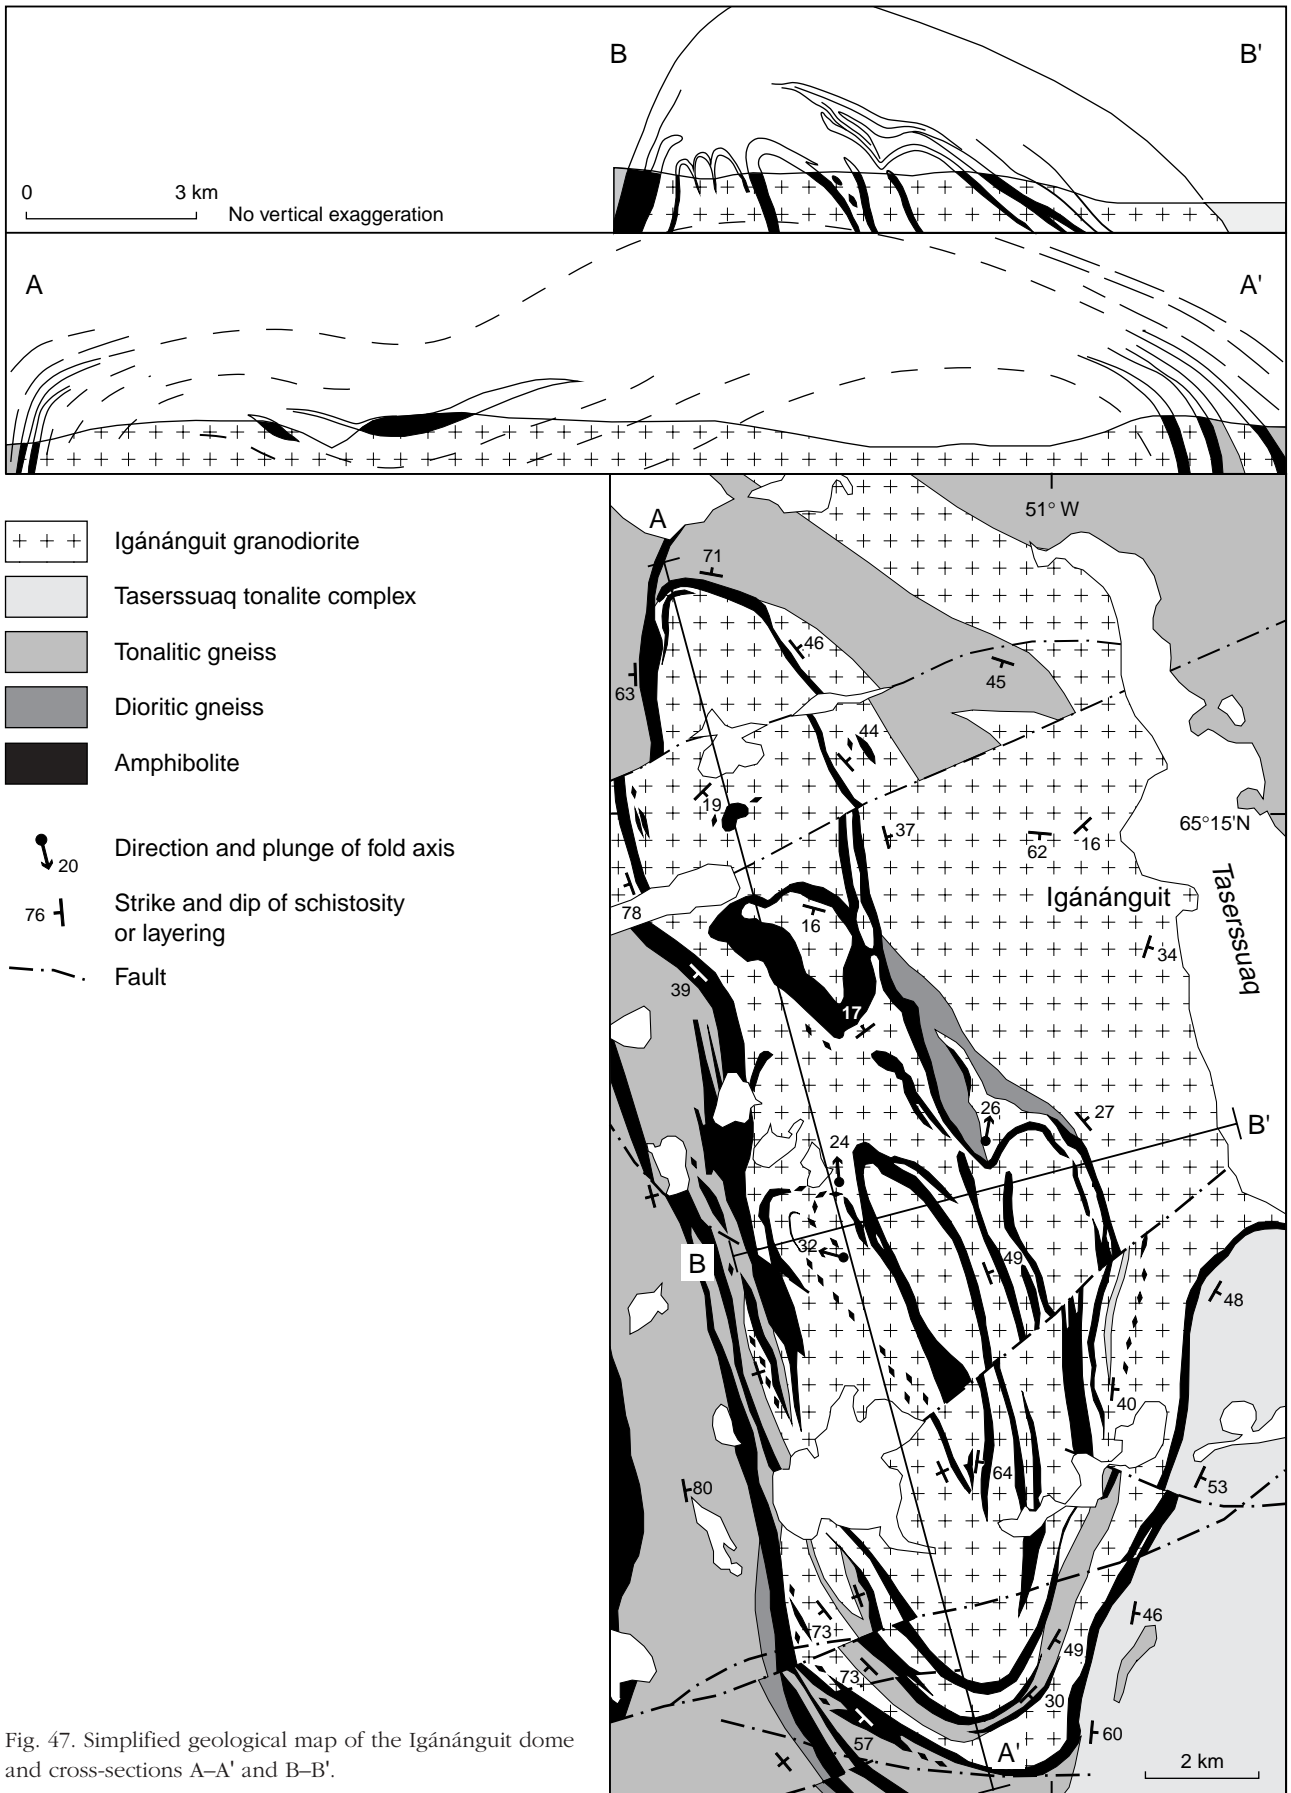 B
B'
0
3 km
No vertical exaggeration
A
A'
Igánánguit granodiorite
Taserssuaq tonalite complex
Tonalitic gneiss
Dioritic gneiss
Amphibolite
20
Direction and plunge of fold axis
76
Strike and dip of schistosity
or layering
Fault
51° W
A
71
46
45
63
44
19
37
62
16
65°15'N
Igánánguit
Taserssuaq
78
16
34
39
17
26
27
B'
24
32
B
49
48
40
64
53
80
46
73
49
73
30
57
60
A'
2 km
Fig. 47. Simplified geological map of the Igánánguit dome
and cross-sections A–A' and B–B'.